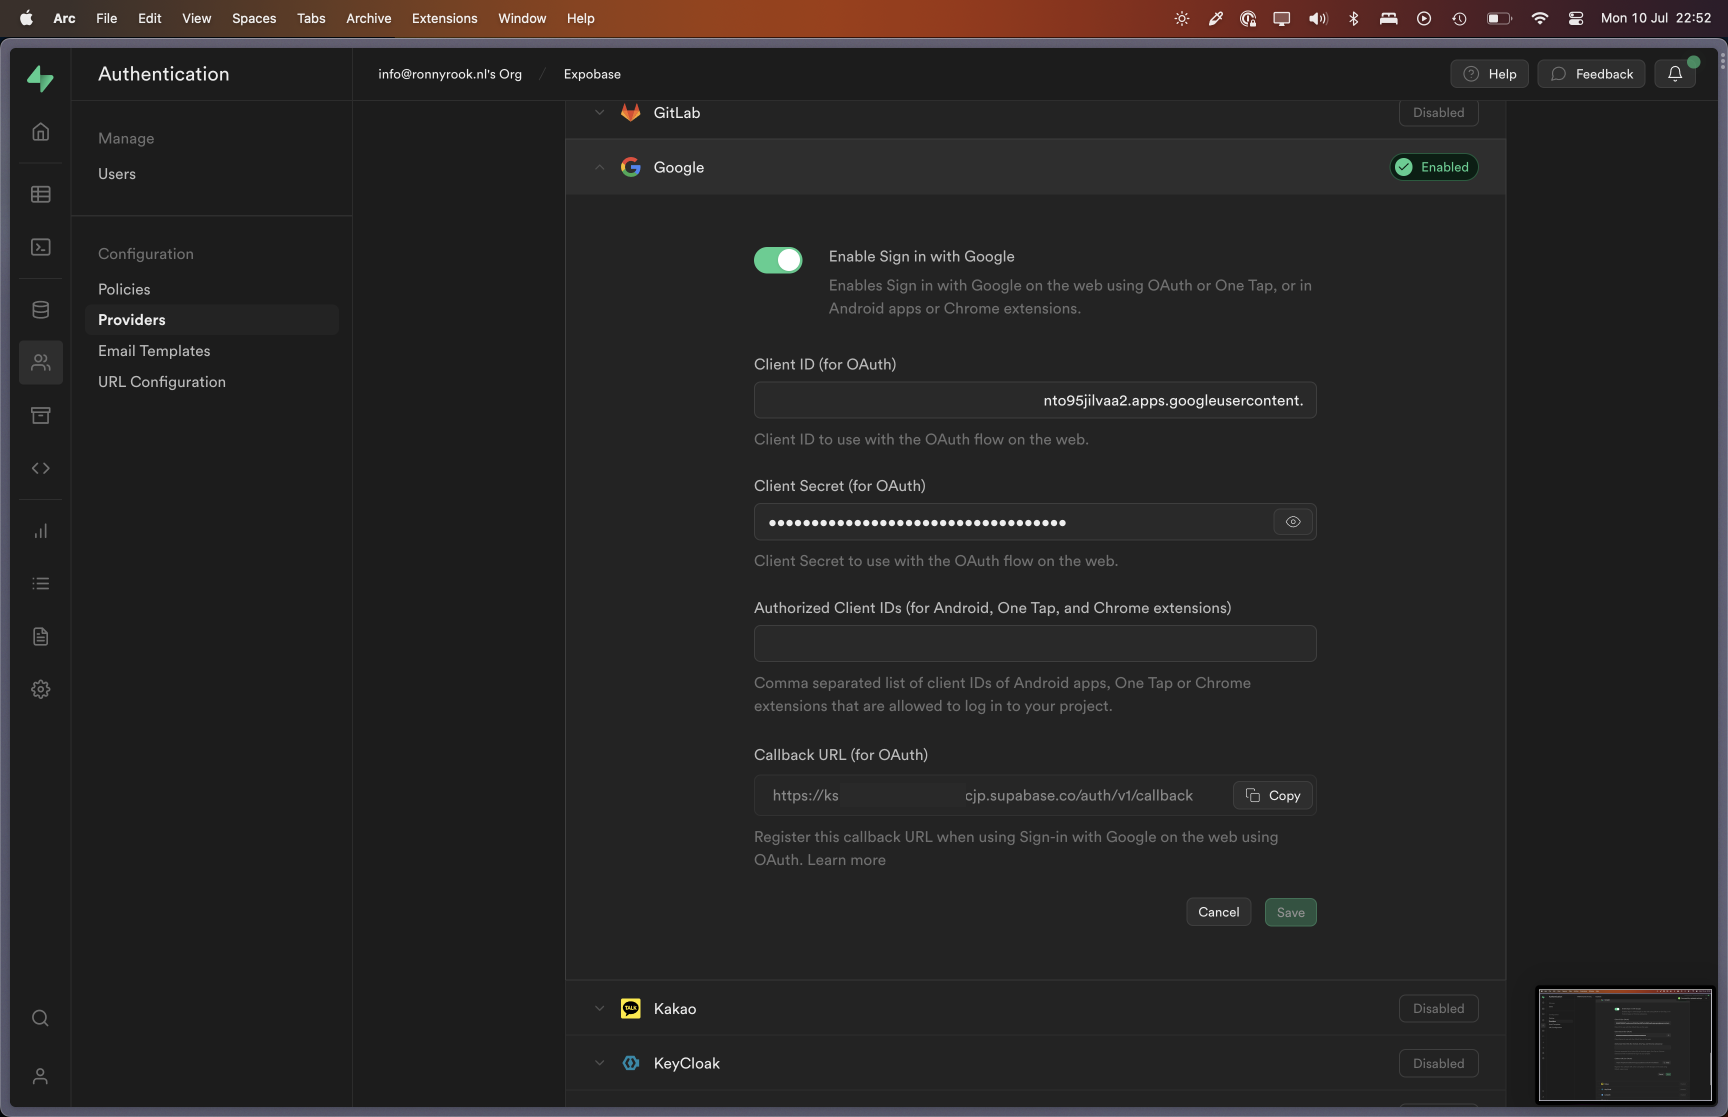 Arc File Edit View Spaces Tabs Archive Extensions Window Help Mon 10 Jul 22:52
Authentication
info@ronnyrook.nl's Org / Expobase
Help Feedback
Manage
Users
Configuration
Policies
Providers
Email Templates
URL Configuration
GitLab Disabled
Google Enabled
Enable Sign in with Google
Enables Sign in with Google on the web using OAuth or One Tap, or in
Android apps or Chrome extensions.
Client ID (for OAuth)
nto95jilvaa2.apps.googleusercontent.
Client ID to use with the OAuth flow on the web.
Client Secret (for OAuth)
•••••••••••••••••••••••••••••••••••
Client Secret to use with the OAuth flow on the web.
Authorized Client IDs (for Android, One Tap, and Chrome extensions)
Comma separated list of client IDs of Android apps, One Tap or Chrome
extensions that are allowed to log in to your project.
Callback URL (for OAuth)
https://ks cjp.supabase.co/auth/v1/callback Copy
Register this callback URL when using Sign-in with Google on the web using
OAuth. Learn more
Cancel Save
TALK Kakao Disabled
KeyCloak Disabled